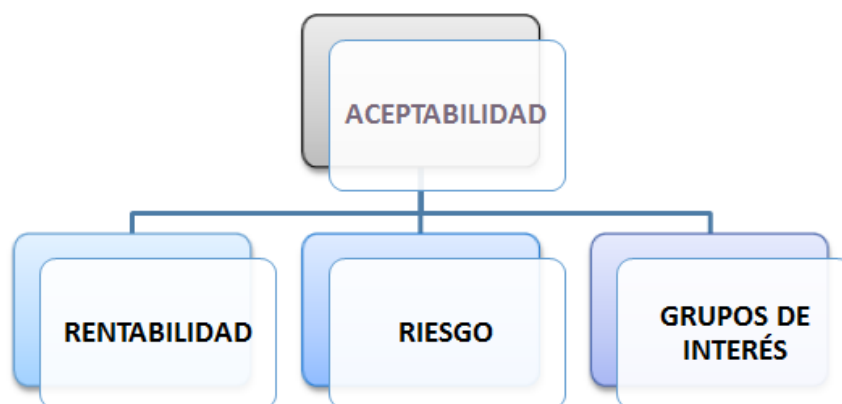 ACEPTABILIDAD
RENTABILIDAD
RIESGO
GRUPOS DE
INTERÉS